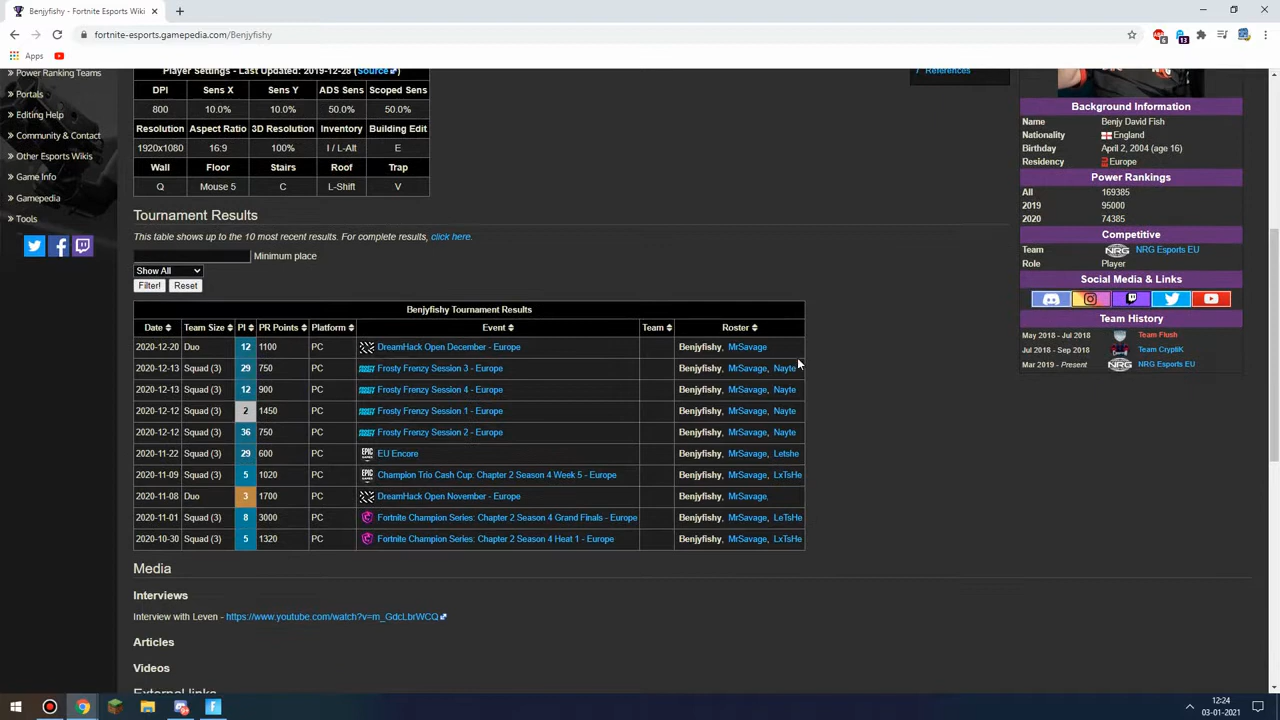 Benjyfishy - Fortnite Esports Wiki
fortnite-esports.gamepedia.com/Benjyfishy
6
13
Apps
Power Ranking Teams
Portals
Editing Help
Community & Contact
Other Esports Wikis
Game Info
Gamepedia
Tools
Player Settings - Last Updated: 2019-12-28 (Source)
DPI Sens X Sens Y ADS Sens Scoped Sens
800 10.0% 10.0% 50.0% 50.0%
Resolution Aspect Ratio 3D Resolution Inventory Building Edit
1920x1080 16:9 100% I / L-Alt E
Wall Floor Stairs Roof Trap
Q Mouse 5 C L-Shift V
7 References
Tournament Results
This table shows up to the 10 most recent results. For complete results, click here.
Minimum place
Show All
Filter! Reset
Benjyfishy Tournament Results
Date Team Size Pl PR Points Platform Event Team Roster
2020-12-20 Duo 12 1100 PC DreamHack Open December - Europe Benjyfishy, MrSavage
2020-12-13 Squad (3) 29 750 PC Frosty Frenzy Session 3 - Europe Benjyfishy, MrSavage, Nayte
2020-12-13 Squad (3) 12 900 PC Frosty Frenzy Session 4 - Europe Benjyfishy, MrSavage, Nayte
2020-12-12 Squad (3) 2 1450 PC Frosty Frenzy Session 1 - Europe Benjyfishy, MrSavage, Nayte
2020-12-12 Squad (3) 36 750 PC Frosty Frenzy Session 2 - Europe Benjyfishy, MrSavage, Nayte
2020-11-22 Squad (3) 29 600 PC EU Encore Benjyfishy, MrSavage, Letshe
2020-11-09 Squad (3) 5 1020 PC Champion Trio Cash Cup: Chapter 2 Season 4 Week 5 - Europe Benjyfishy, MrSavage, LxTsHe
2020-11-08 Duo 3 1700 PC DreamHack Open November - Europe Benjyfishy, MrSavage
2020-11-01 Squad (3) 8 3000 PC Fortnite Champion Series: Chapter 2 Season 4 Grand Finals - Europe Benjyfishy, MrSavage, LeTsHe
2020-10-30 Squad (3) 5 1320 PC Fortnite Champion Series: Chapter 2 Season 4 Heat 1 - Europe Benjyfishy, MrSavage, LxTsHe
Media
Interviews
Interview with Leven - https://www.youtube.com/watch?v=m_GdcLbrWCQ
Articles
Videos
External links
Background Information
Name Benjy David Fish
Nationality England
Birthday April 2, 2004 (age 16)
Residency Europe
Power Rankings
All 169385
2019 95000
2020 74385
Competitive
Team NRG Esports EU
Role Player
Social Media & Links
Team History
May 2018 - Jul 2018 Team Flush
Jul 2018 - Sep 2018 Team CrypliK
Mar 2019 - Present NRG Esports EU
12:24
03-01-2021